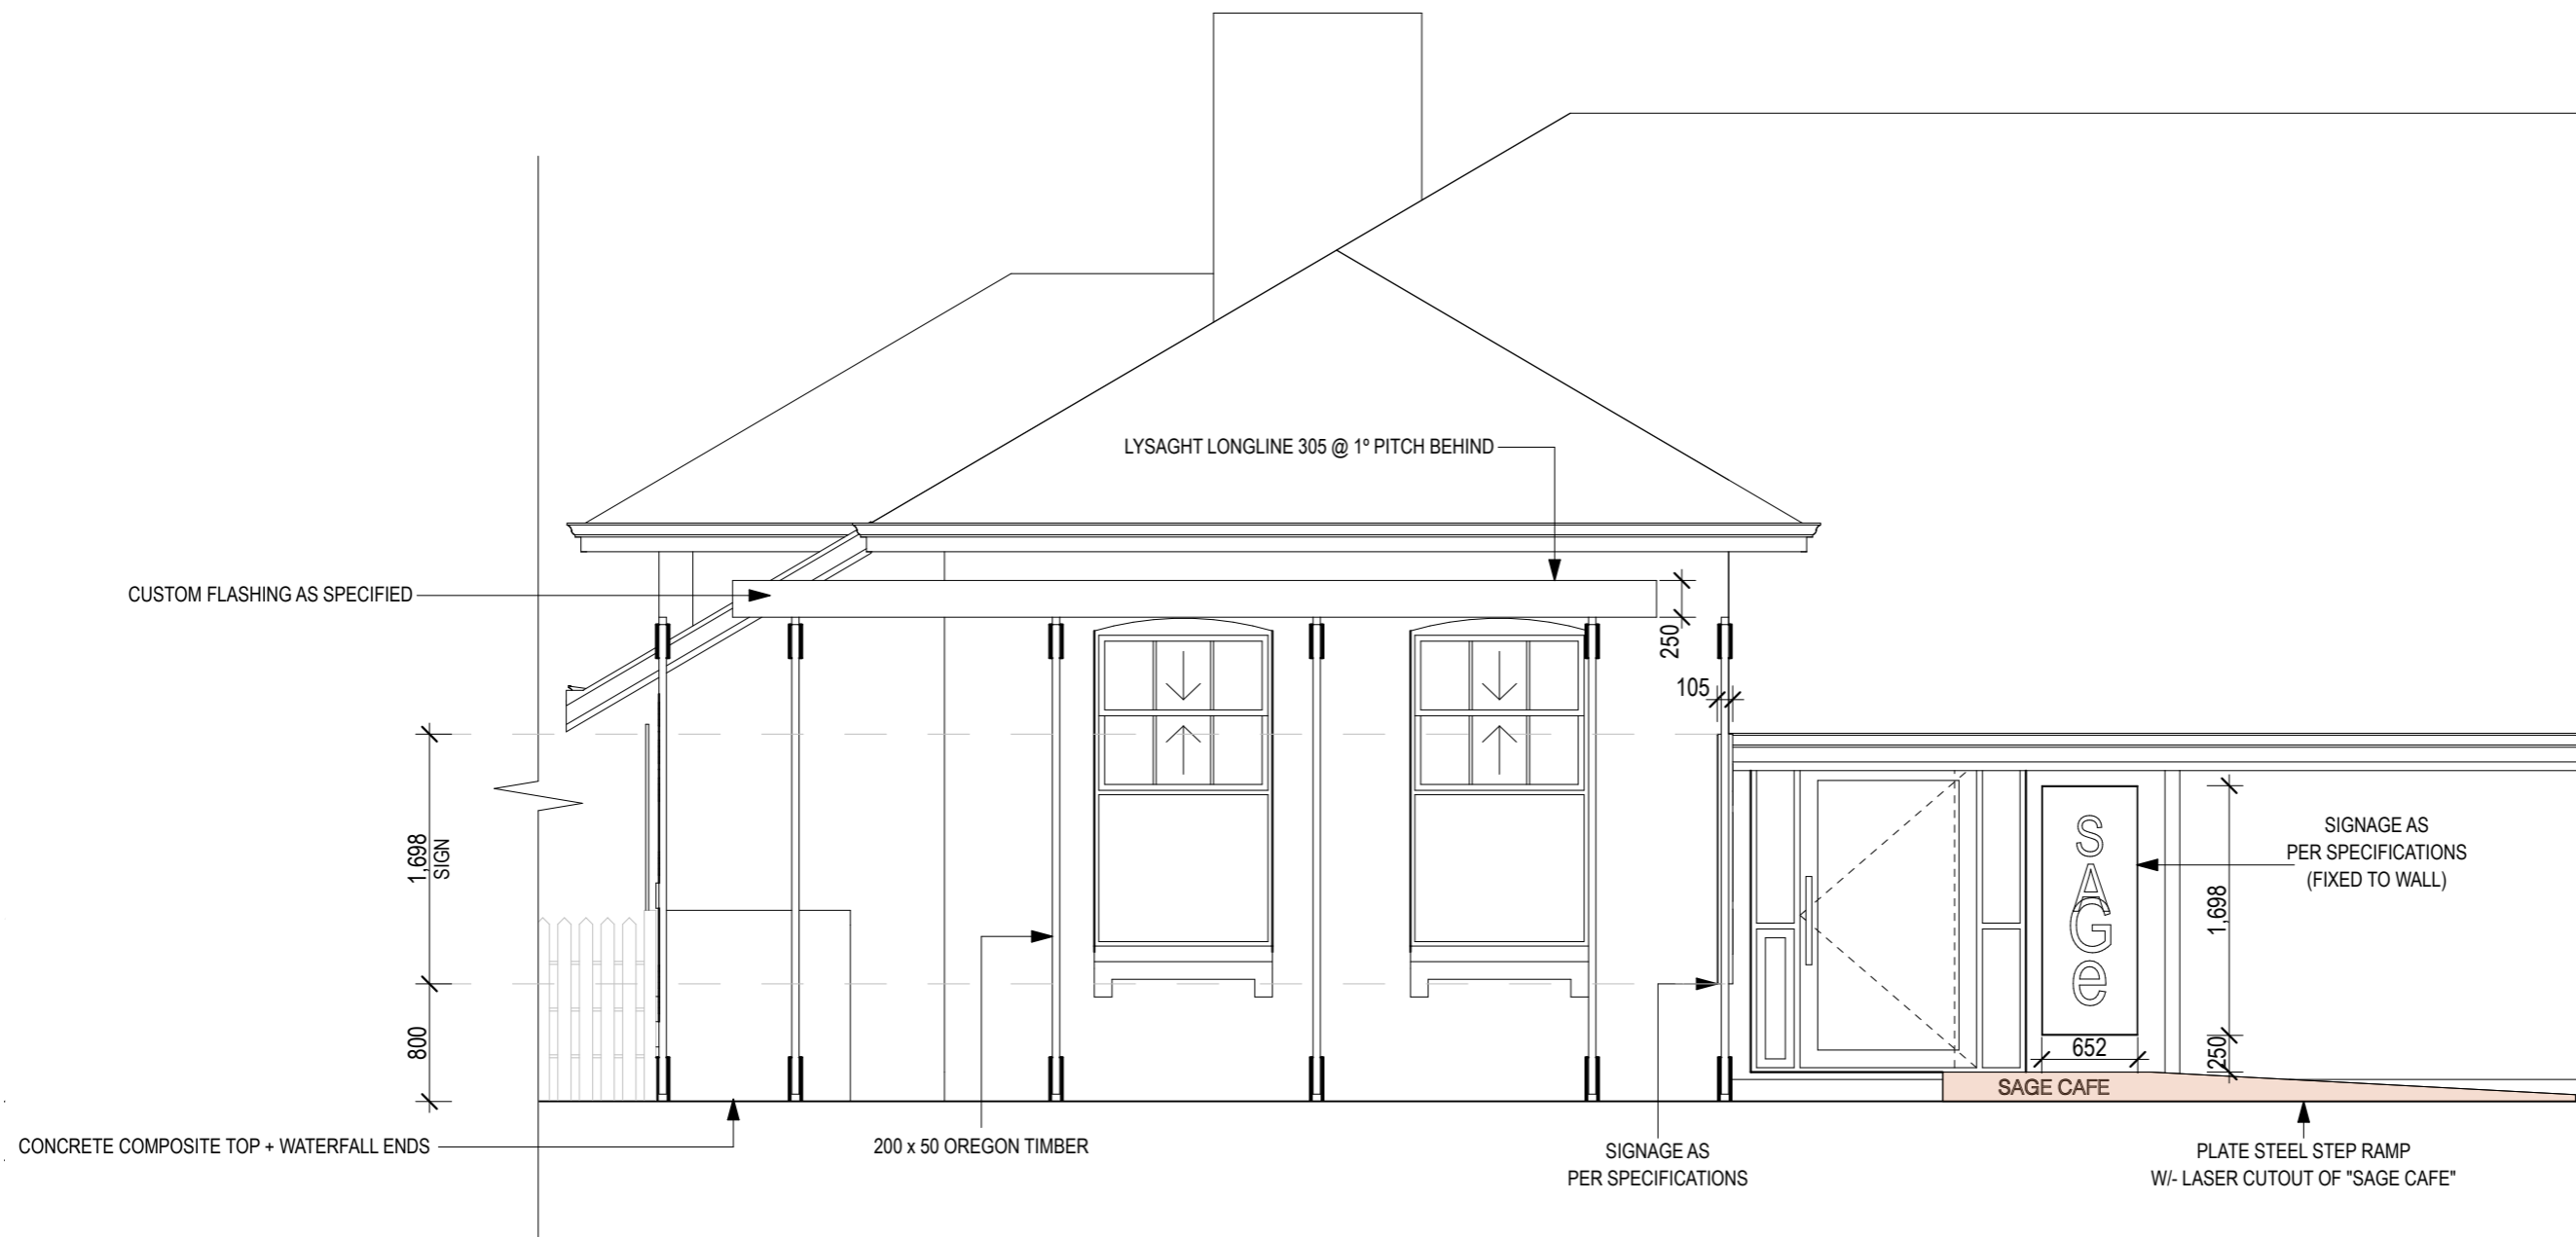 LYSAGHT LONGLINE 305 @ 1º PITCH BEHIND
CUSTOM FLASHING AS SPECIFIED
250
105
1,698
SIGN
800
SAGe
SIGNAGE AS
PER SPECIFICATIONS
(FIXED TO WALL)
1,698
652
250
SAGE CAFE
CONCRETE COMPOSITE TOP + WATERFALL ENDS
200 x 50 OREGON TIMBER
SIGNAGE AS
PER SPECIFICATIONS
PLATE STEEL STEP RAMP
W/- LASER CUTOUT OF "SAGE CAFE"